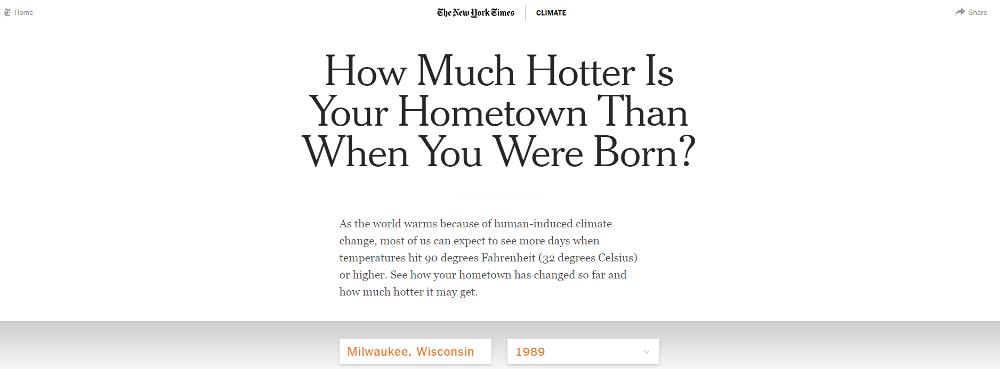 Home
The New York Times
CLIMATE
Share
How Much Hotter Is
Your Hometown Than
When You Were Born?
As the world warms because of human-induced climate
change, most of us can expect to see more days when
temperatures hit 90 degrees Fahrenheit (32 degrees Celsius)
or higher. See how your hometown has changed so far and
how much hotter it may get.
Milwaukee, Wisconsin
1989